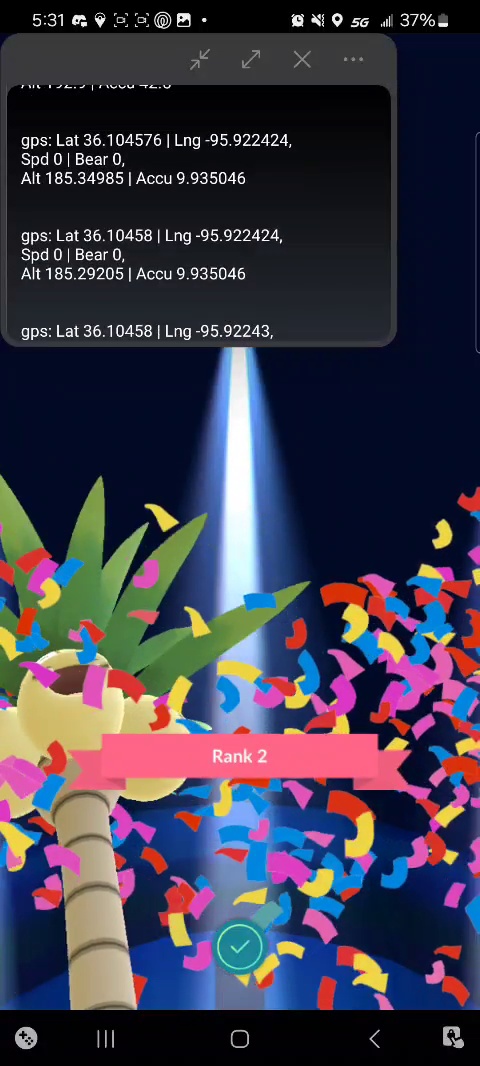 5:31
5G
37%
Alt 192.9 | Accu 42.8
gps: Lat 36.104576 | Lng -95.922424,
Spd 0 | Bear 0,
Alt 185.34985 | Accu 9.935046
gps: Lat 36.10458 | Lng -95.922424,
Spd 0 | Bear 0,
Alt 185.29205 | Accu 9.935046
gps: Lat 36.10458 | Lng -95.92243,
Rank 2